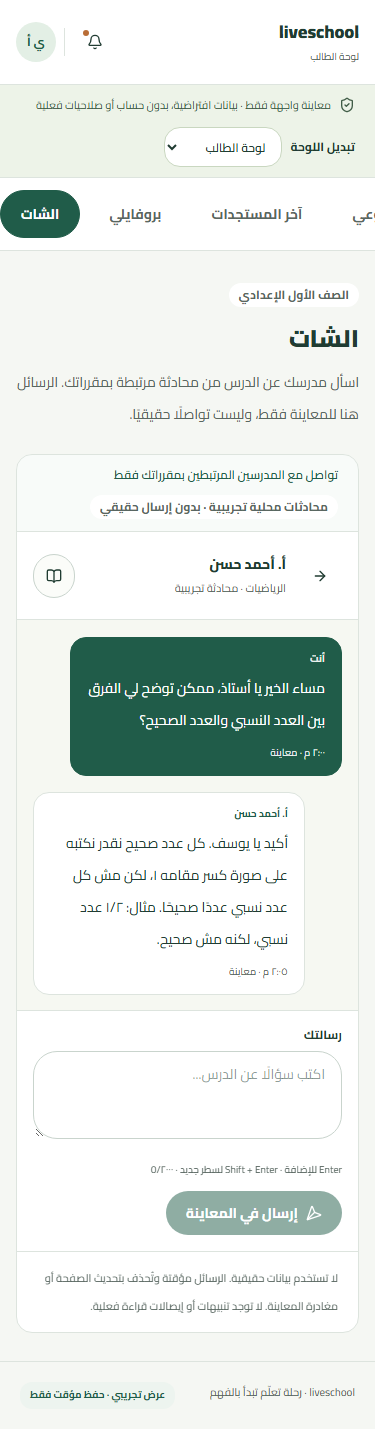 liveschool
لوحة الطالب
ي أ
معاينة واجهة فقط · بيانات افتراضية، بدون حساب أو صلاحيات فعلية
تبديل اللوحة
لوحة الطالب
آخر المستجدات
بروفايلي
الشات
الصف الأول الإعدادي
الشات
اسأل مدرسك عن الدرس من محادثة مرتبطة بمقرراتك. الرسائل
هنا للمعاينة فقط، وليست تواصلًا حقيقيًا.
تواصل مع المدرسين المرتبطين بمقرراتك فقط
محادثات محلية تجريبية · بدون إرسال حقيقي
أ. أحمد حسن
الرياضيات · محادثة تجريبية
أنت
مساء الخير يا أستاذ، ممكن توضح لي الفرق
بين العدد النسبي والعدد الصحيح؟
٢:٠٠ م · معاينة
أ. أحمد حسن
أكيد يا يوسف. كل عدد صحيح نقدر نكتبه
على صورة كسر مقامه ١، لكن مش كل
عدد نسبي عددًا صحيحًا. مثال: ١/٢ عدد
نسبي، لكنه مش صحيح.
٢:٠٥ م · معاينة
رسالتك
اكتب سؤالًا عن الدرس...
Enter للإضافة · Shift + Enter لسطر جديد · ٥/٢٠٠٠
إرسال في المعاينة
لا تستخدم بيانات حقيقية. الرسائل مؤقتة وتُحذف بتحديث الصفحة أو
مغادرة المعاينة. لا توجد تنبيهات أو إيصالات قراءة فعلية.
liveschool · رحلة تعلّم تبدأ بالفهم
عرض تجريبي · حفظ مؤقت فقط